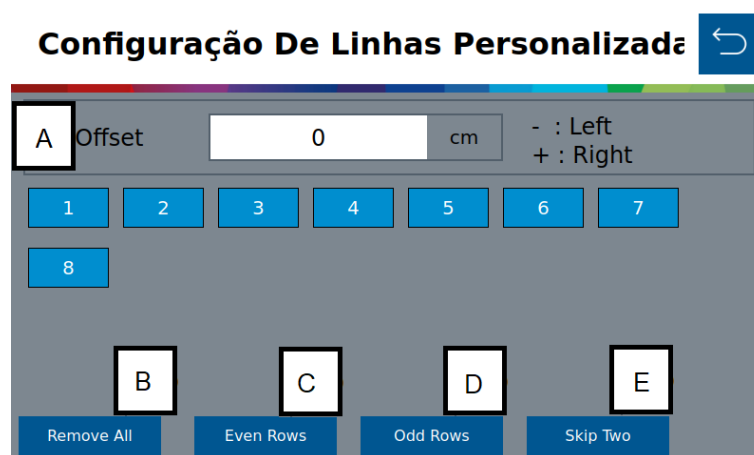 Configuração De Linhas Personalizada
A Offset 0 cm - : Left
+ : Right
1 2 3 4 5 6 7
8
B C D E
Remove All Even Rows Odd Rows Skip Two